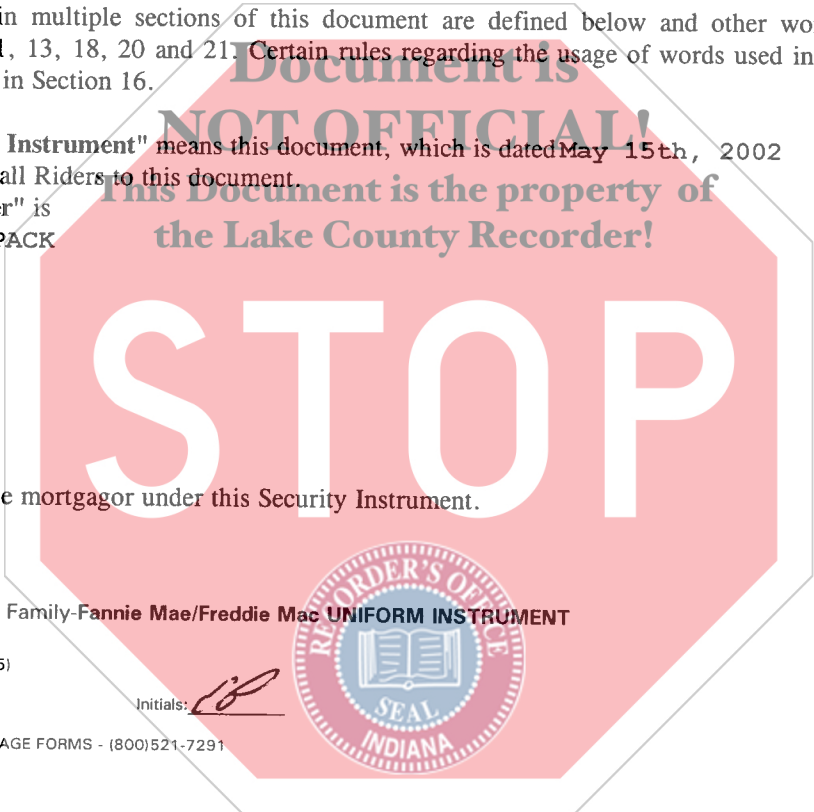 in multiple sections of this document are defined below and other wo
, 13, 18, 20 and 21. Certain rules regarding the usage of words used in
in Section 16.
Document is
NOT OFFICIAL!
Instrument" means this document, which is dated May 15th, 2002
all Riders to this document.
This Document is the property of
r" is
PACK
the Lake County Recorder!
STOP
e mortgagor under this Security Instrument.
RECORDER'S OFFICE
SEAL
INDIANA
Family-Fannie Mae/Freddie Mac UNIFORM INSTRUMENT
5)
Initials:
AGE FORMS - (800)521-7291